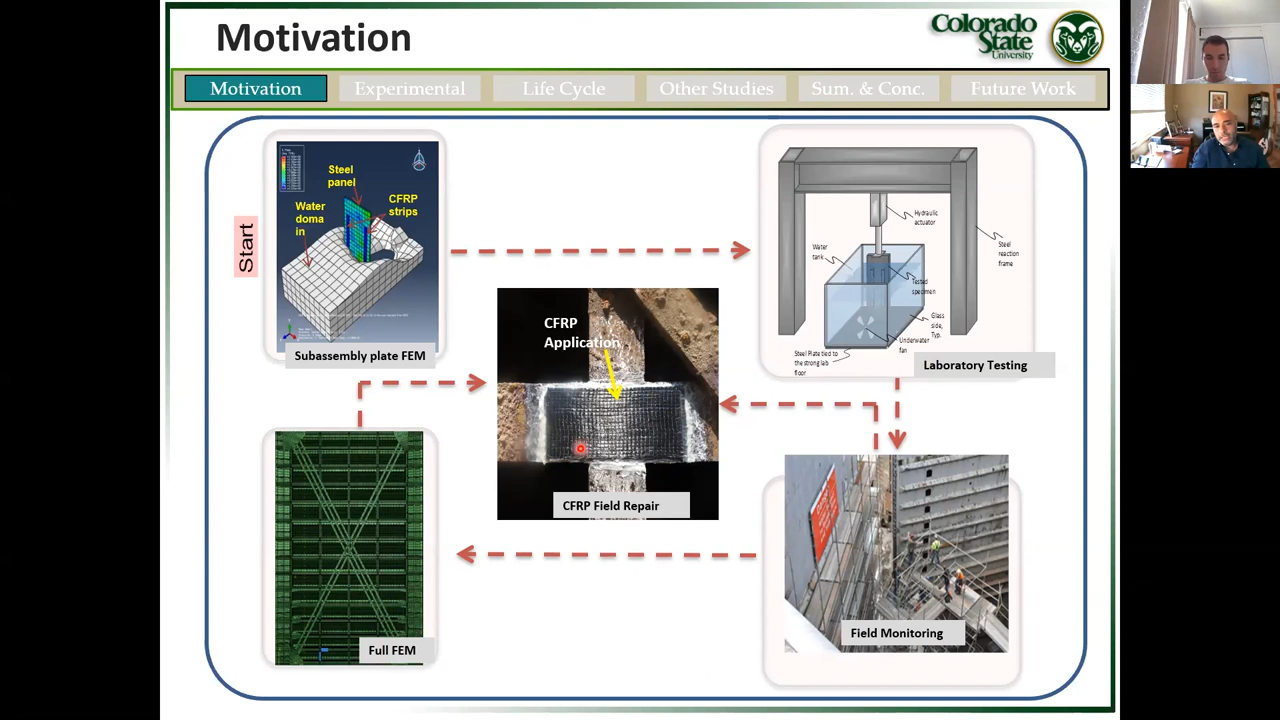 Motivation
Colorado
State
University
Motivation
Experimental
Life Cycle
Other Studies
Sum. & Conc.
Future Work
Start
Steel
panel
CFRP
strips
Water
doma
in
Subassembly plate FEM
Hydraulic
actuator
Steel
reaction
frame
Water
tank
Tested
specimen
Glass
side,
Typ.
Underwater
fan
Steel Plate tied to
the strong lab
floor
Laboratory Testing
CFRP
Application
CFRP Field Repair
Full FEM
Field Monitoring